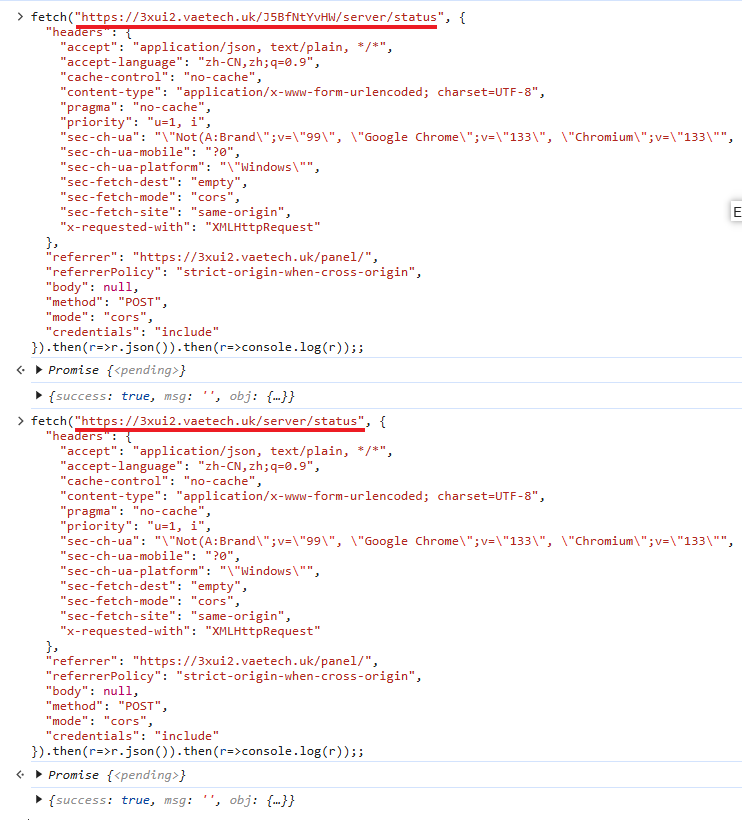 fetch("https://3xui2.vaetech.uk/J5BfNtYvHW/server/status", {
"headers": {
"accept": "application/json, text/plain, */*",
"accept-language": "zh-CN,zh;q=0.9",
"cache-control": "no-cache",
"content-type": "application/x-www-form-urlencoded; charset=UTF-8",
"pragma": "no-cache",
"priority": "u=1, i",
"sec-ch-ua": "\"Not(A:Brand\";v=\"99\", \"Google Chrome\";v=\"133\", \"Chromium\";v=\"133\"",
"sec-ch-ua-mobile": "?0",
"sec-ch-ua-platform": "\"Windows\"",
"sec-fetch-dest": "empty",
"sec-fetch-mode": "cors",
"sec-fetch-site": "same-origin",
"x-requested-with": "XMLHttpRequest"
},
"referrer": "https://3xui2.vaetech.uk/panel/",
"referrerPolicy": "strict-origin-when-cross-origin",
"body": null,
"method": "POST",
"mode": "cors",
"credentials": "include"
}).then(r=>r.json()).then(r=>console.log(r));;
Promise {<pending>}
{success: true, msg: '', obj: {…}}
fetch("https://3xui2.vaetech.uk/server/status", {
"headers": {
"accept": "application/json, text/plain, */*",
"accept-language": "zh-CN,zh;q=0.9",
"cache-control": "no-cache",
"content-type": "application/x-www-form-urlencoded; charset=UTF-8",
"pragma": "no-cache",
"priority": "u=1, i",
"sec-ch-ua": "\"Not(A:Brand\";v=\"99\", \"Google Chrome\";v=\"133\", \"Chromium\";v=\"133\"",
"sec-ch-ua-mobile": "?0",
"sec-ch-ua-platform": "\"Windows\"",
"sec-fetch-dest": "empty",
"sec-fetch-mode": "cors",
"sec-fetch-site": "same-origin",
"x-requested-with": "XMLHttpRequest"
},
"referrer": "https://3xui2.vaetech.uk/panel/",
"referrerPolicy": "strict-origin-when-cross-origin",
"body": null,
"method": "POST",
"mode": "cors",
"credentials": "include"
}).then(r=>r.json()).then(r=>console.log(r));;
Promise {<pending>}
{success: true, msg: '', obj: {…}}